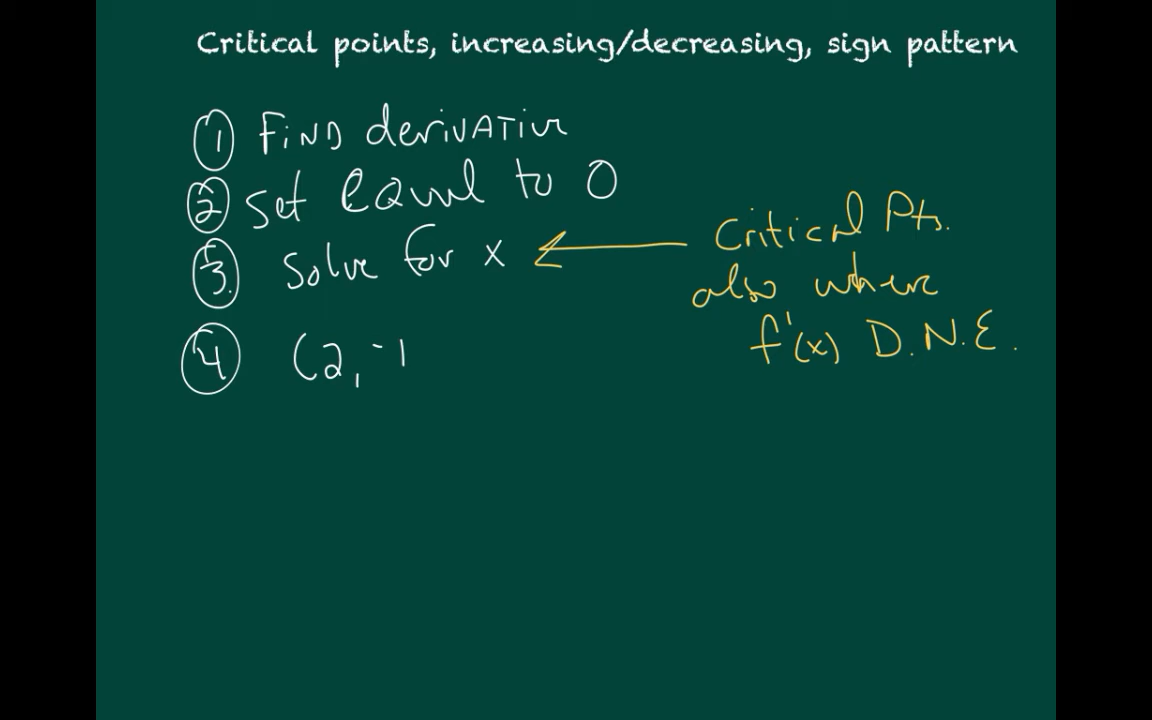 Critical points, increasing/decreasing, sign pattern
① Find derivative
② Set equal to 0
③ Solve for x
Critical Pts.
also where
f'(x) D.N.E.
④ (2, -1